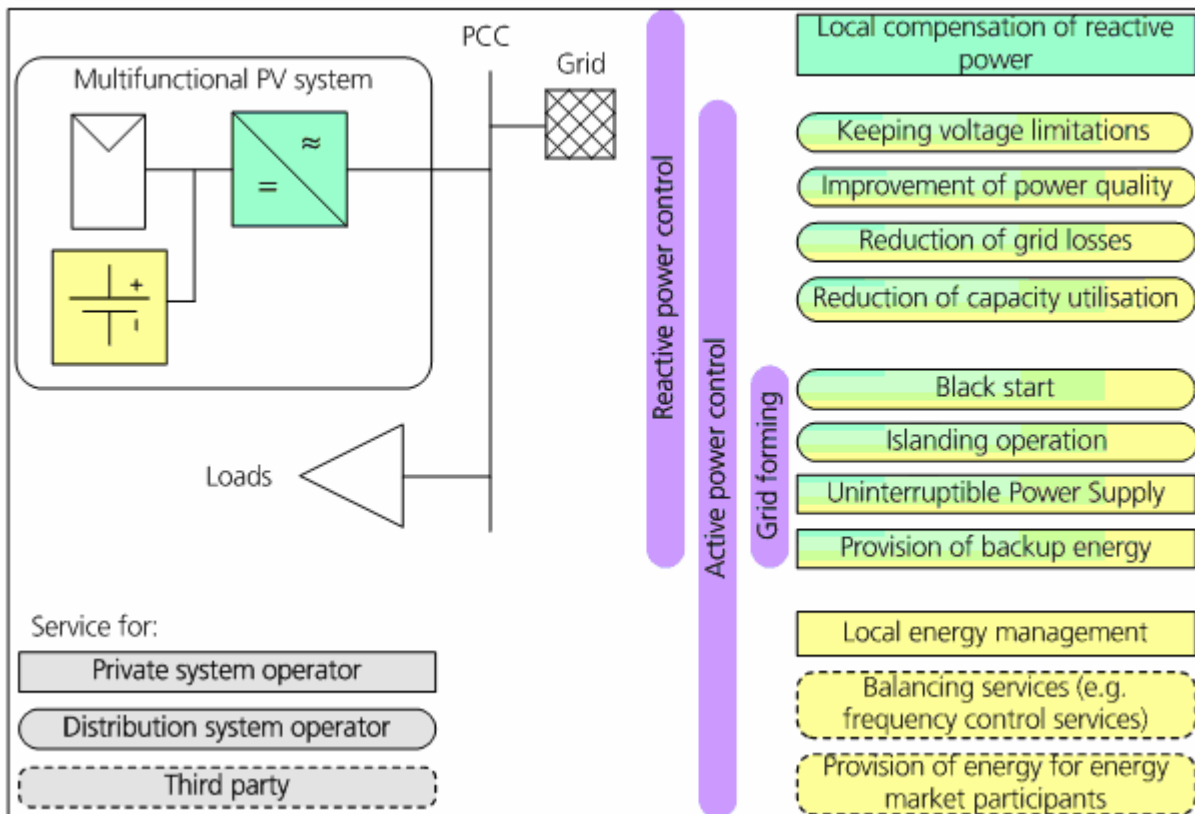 PCC
Grid
Multifunctional PV system
≈
=
+
-
Loads
Service for:
Private system operator
Distribution system operator
Third party
Reactive power control
Active power control
Grid forming
Local compensation of reactive
power
Keeping voltage limitations
Improvement of power quality
Reduction of grid losses
Reduction of capacity utilisation
Black start
Islanding operation
Uninterruptible Power Supply
Provision of backup energy
Local energy management
Balancing services (e.g.
frequency control services)
Provision of energy for energy
market participants